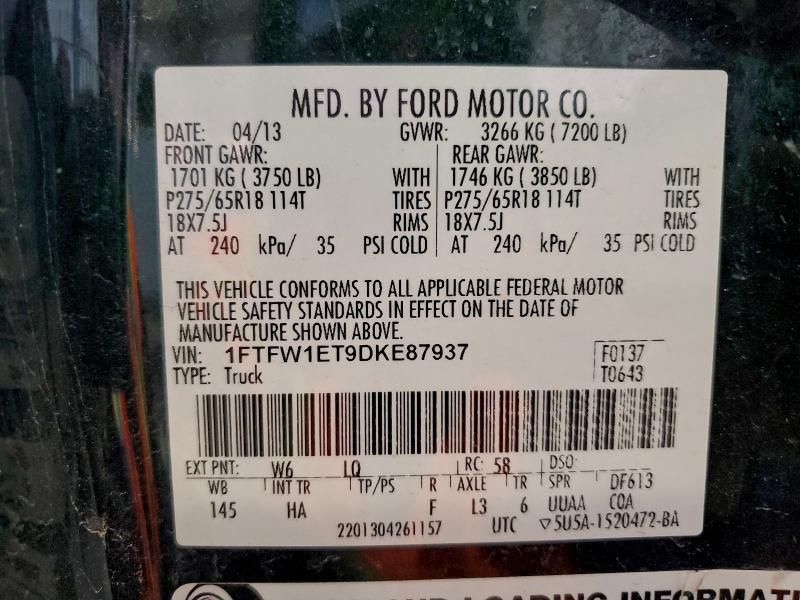 MFD. BY FORD MOTOR CO.
DATE: 04/13 GVWR: 3266 KG ( 7200 LB)
FRONT GAWR: REAR GAWR:
1701 KG ( 3750 LB) WITH 1746 KG ( 3850 LB) WITH
P275/65R18 114T TIRES P275/65R18 114T TIRES
18X7.5J RIMS 18X7.5J RIMS
AT 240 kPa/ 35 PSI COLD AT 240 kPa/ 35 PSI COLD
THIS VEHICLE CONFORMS TO ALL APPLICABLE FEDERAL MOTOR
VEHICLE SAFETY STANDARDS IN EFFECT ON THE DATE OF
MANUFACTURE SHOWN ABOVE.
VIN: 1FTFW1ET9DKE87937 F0137
TYPE: Truck T0643
EXT PNT: W6 LQ RC: 58 DSO:
WB INT TR TP/PS R AXLE TR SPR DF613
145 HA F L3 6 UUAA COA
2201304261157 UTC ▽5U5A-1520472-BA
LOADING INFORMATI